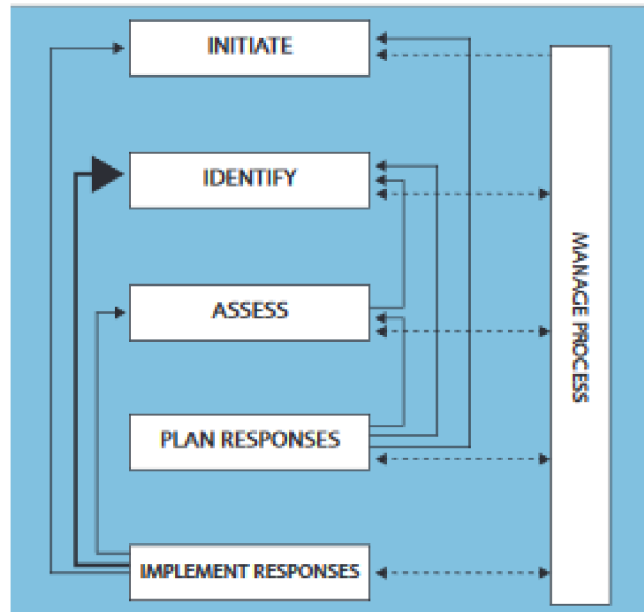 INITIATE
IDENTIFY
ASSESS
PLAN RESPONSES
IMPLEMENT RESPONSES
MANAGE PROCESS